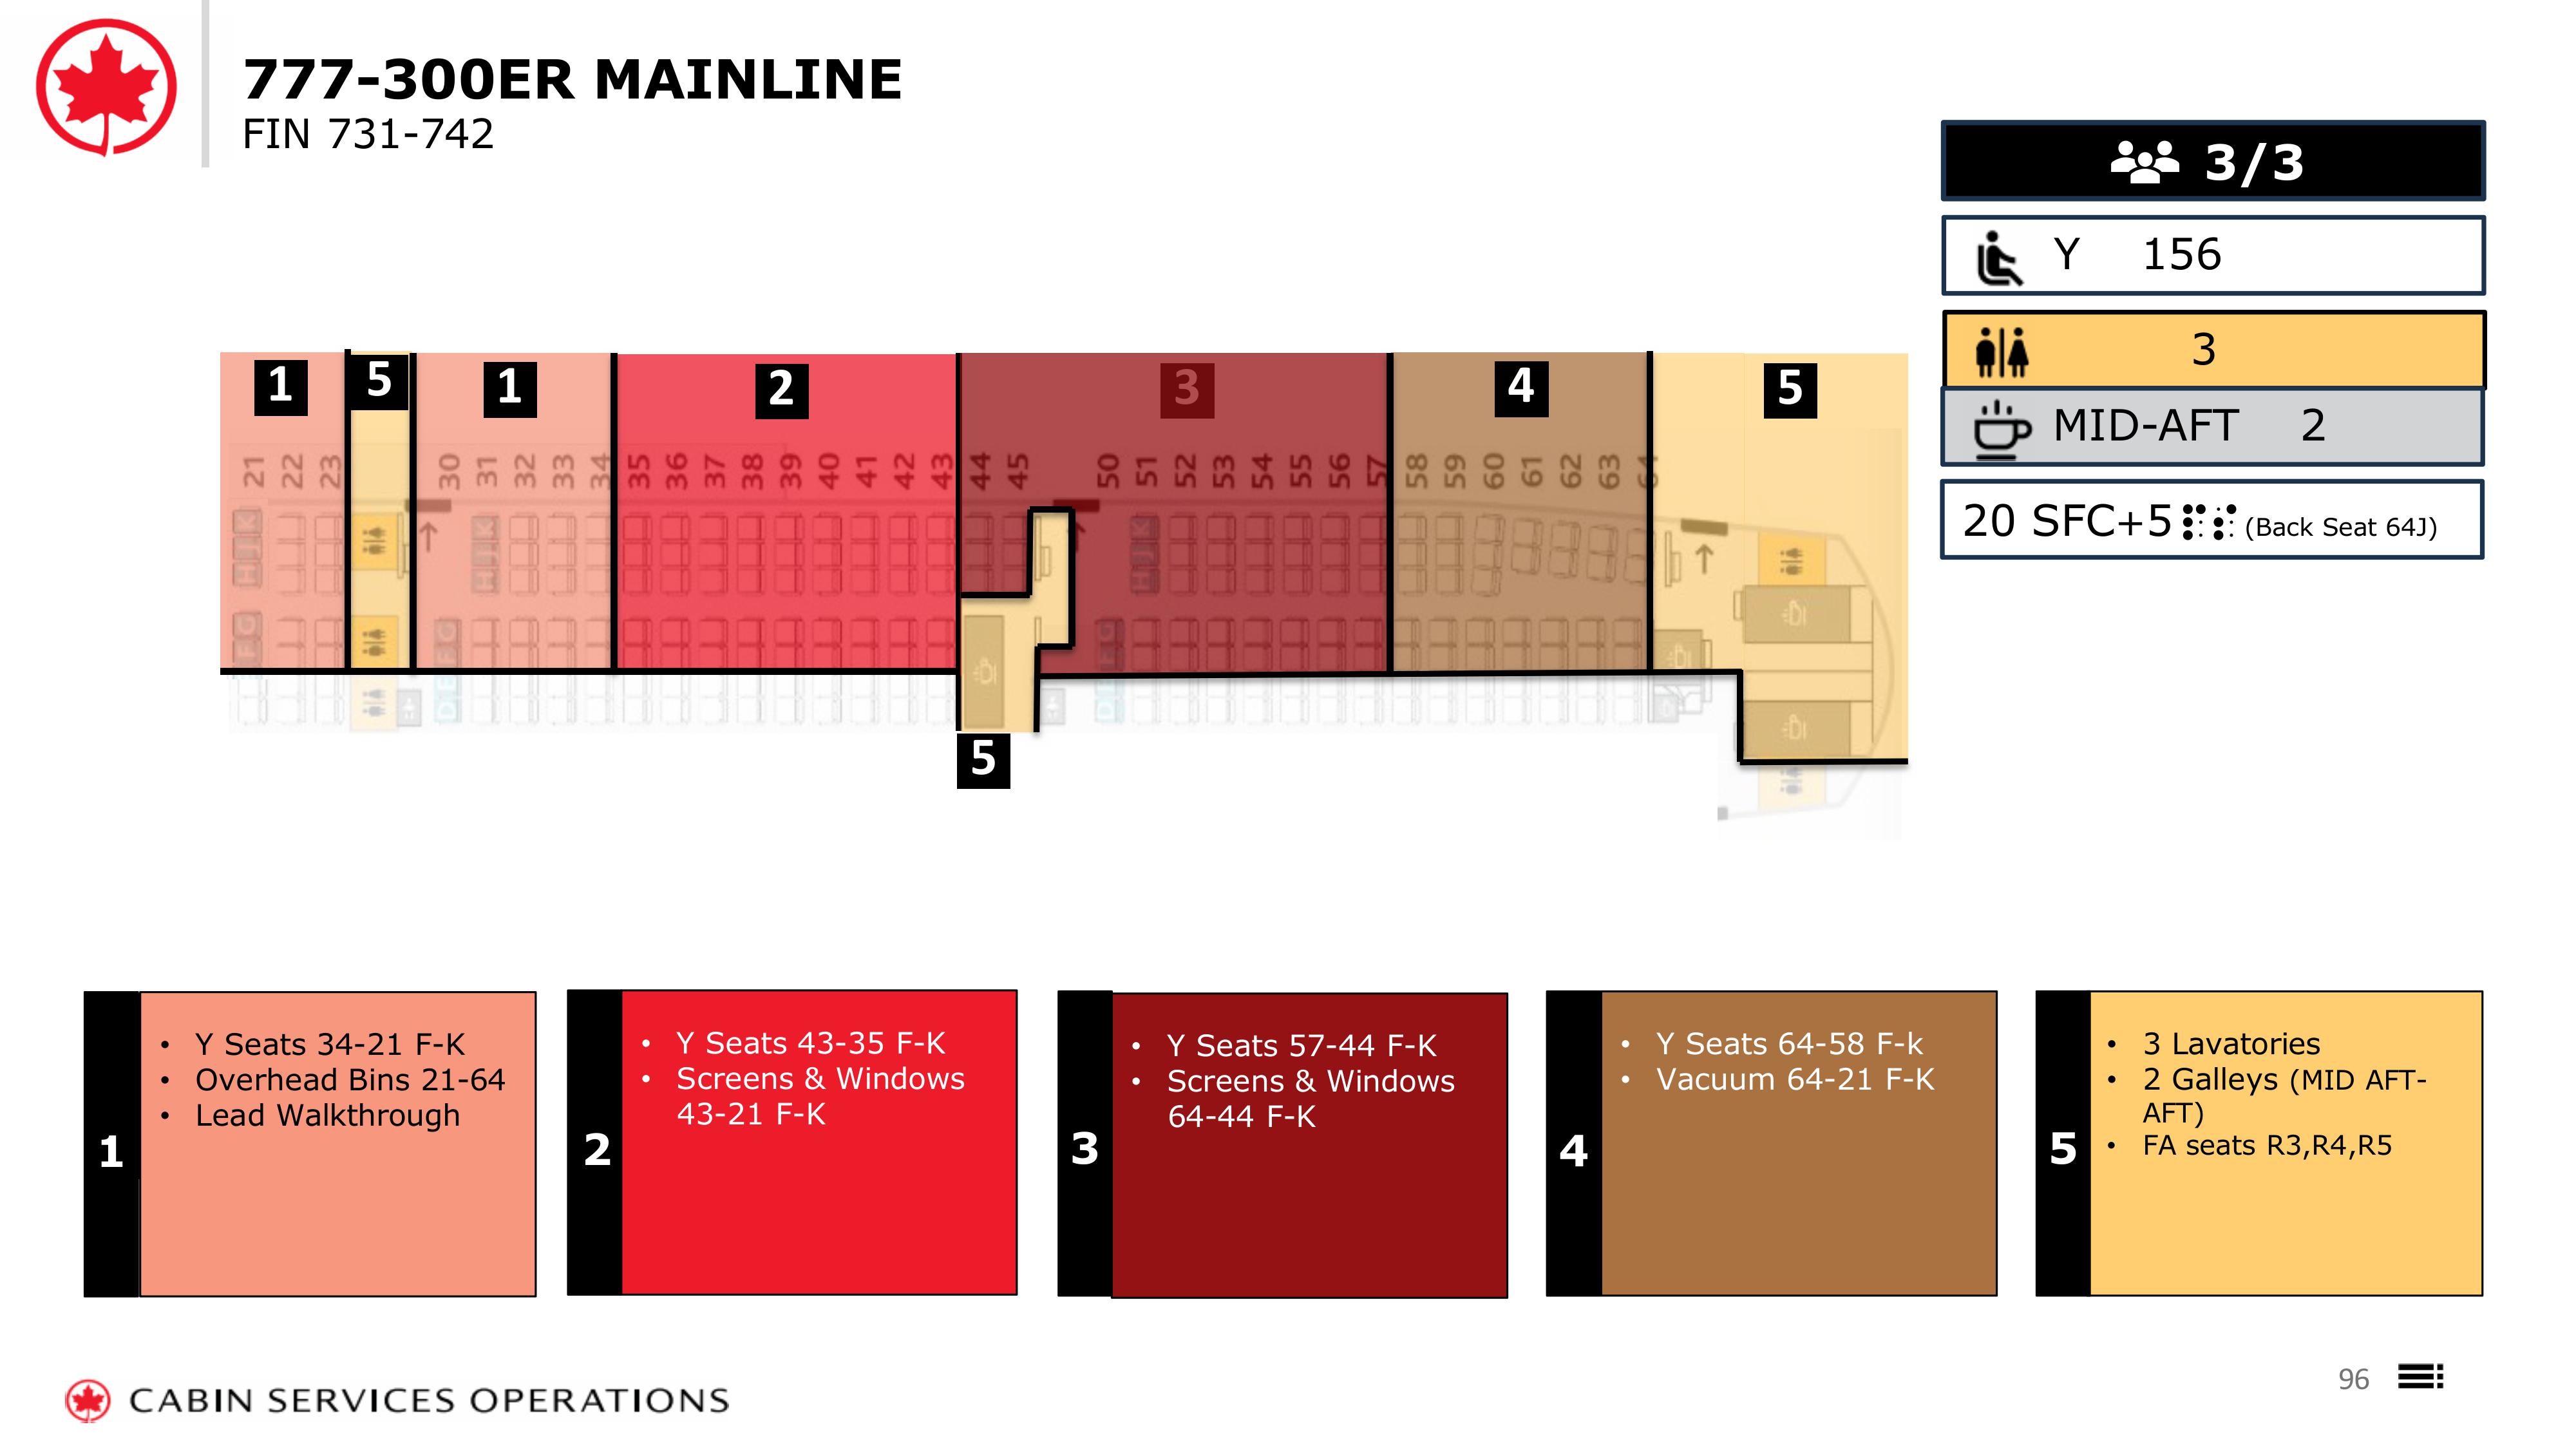 777-300ER MAINLINE
FIN 731-742
3/3
Y 156
3
MID-AFT 2
20 SFC+5 (Back Seat 64J)
1 5 1 2 3 4 5
21 22 23 30 31 32 33 34 35 36 37 38 39 40 41 42 43 44 45 50 51 52 53 54 55 56 57 58 59 60 61 62 63 64
5
1
• Y Seats 34-21 F-K
• Overhead Bins 21-64
• Lead Walkthrough
2
• Y Seats 43-35 F-K
• Screens & Windows
43-21 F-K
3
• Y Seats 57-44 F-K
• Screens & Windows
64-44 F-K
4
• Y Seats 64-58 F-k
• Vacuum 64-21 F-K
5
• 3 Lavatories
• 2 Galleys (MID AFT-
AFT)
• FA seats R3,R4,R5
CABIN SERVICES OPERATIONS
96